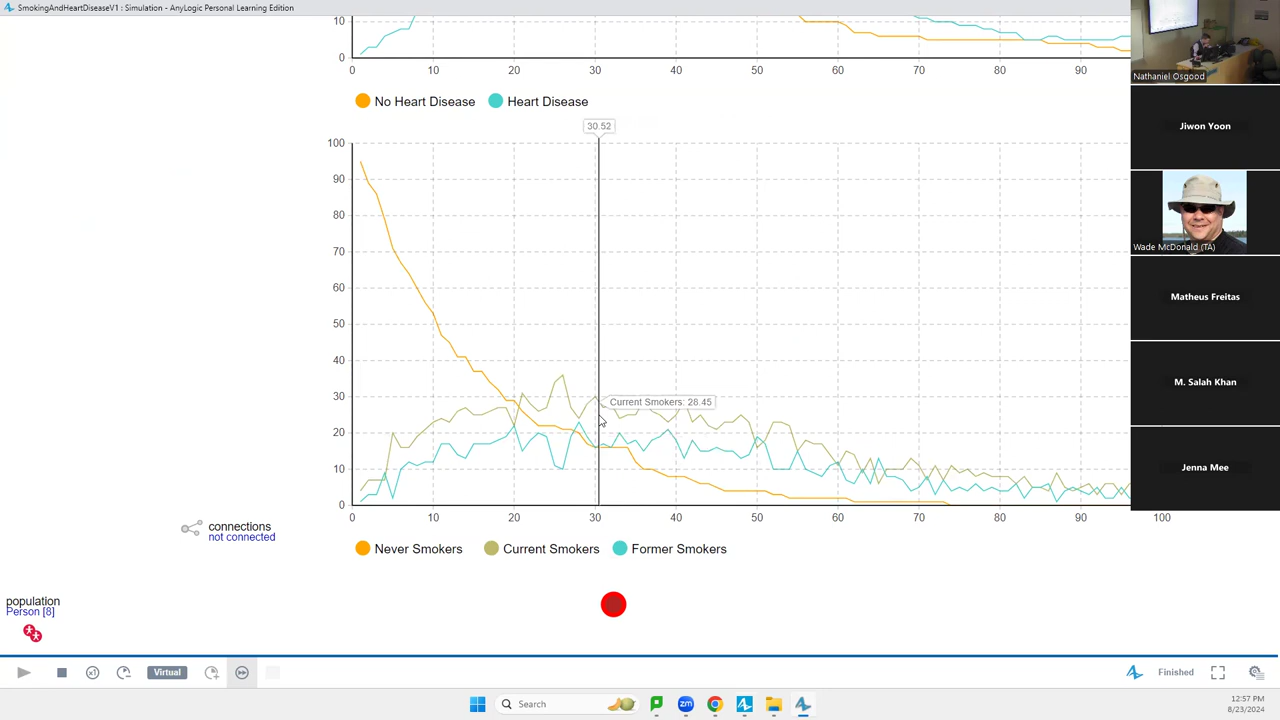 SmokingAndHeartDiseaseV1 : Simulation - AnyLogic Personal Learning Edition
10
0
0 10 20 30 40 50 60 70 80 90
No Heart Disease Heart Disease
30.52
100
90
80
70
60
50
40
30
20
10
0
Current Smokers: 28.45
0 10 20 30 40 50 60 70 80 90 100
Never Smokers Current Smokers Former Smokers
connections
not connected
population
Person [8]
Nathaniel Osgood
Jiwon Yoon
Wade McDonald (TA)
Matheus Freitas
M. Salah Khan
Jenna Mee
x1
Virtual
Finished
Search
zm
12:57 PM
8/23/2024